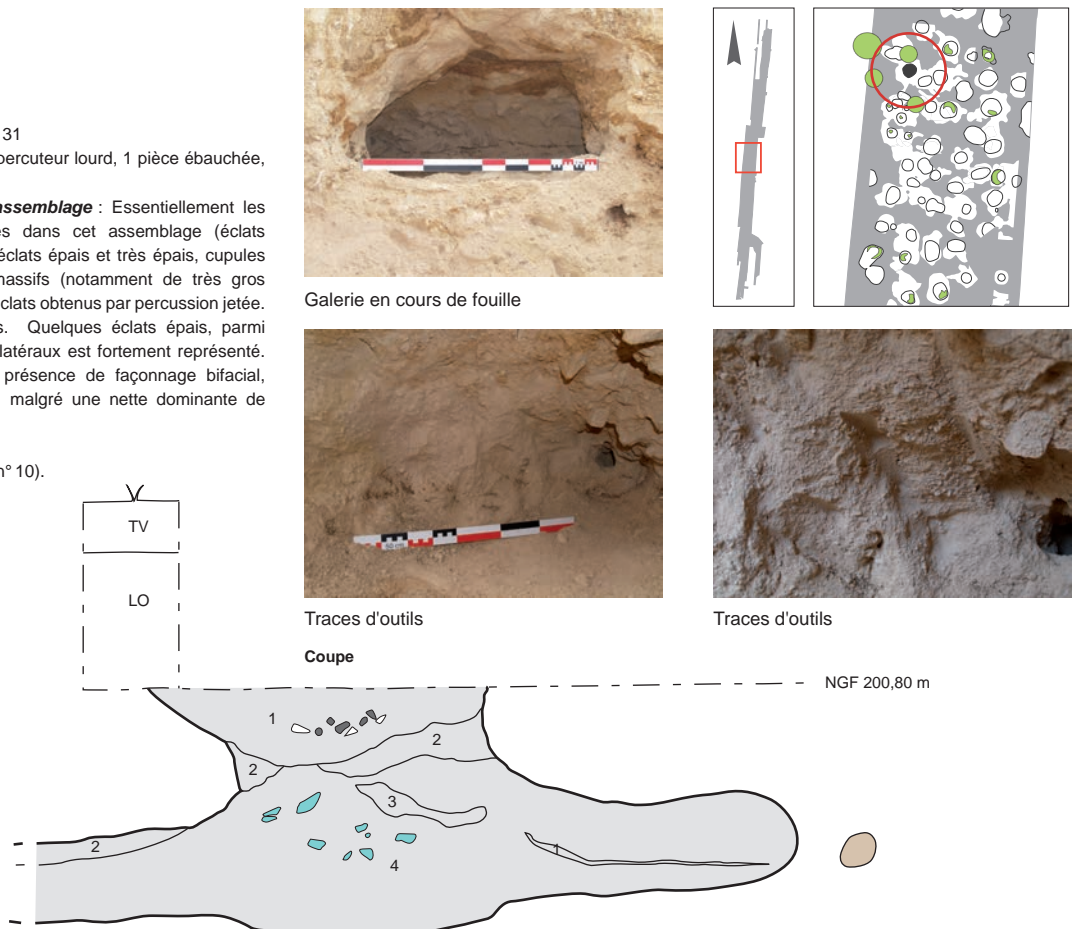 31
percuteur lourd, 1 pièce ébauchée,
assemblage : Essentiellement les
es dans cet assemblage (éclats
éclats épais et très épais, cupules
massifs (notamment de très gros
éclats obtenus par percussion jetée.
s. Quelques éclats épais, parmi
latéraux est fortement représenté.
présence de façonnage bifacial,
malgré une nette dominante de
n° 10).
Galerie en cours de fouille
Traces d'outils
Traces d'outils
Coupe
TV
LO
NGF 200,80 m
1
2
2
3
2
1
4